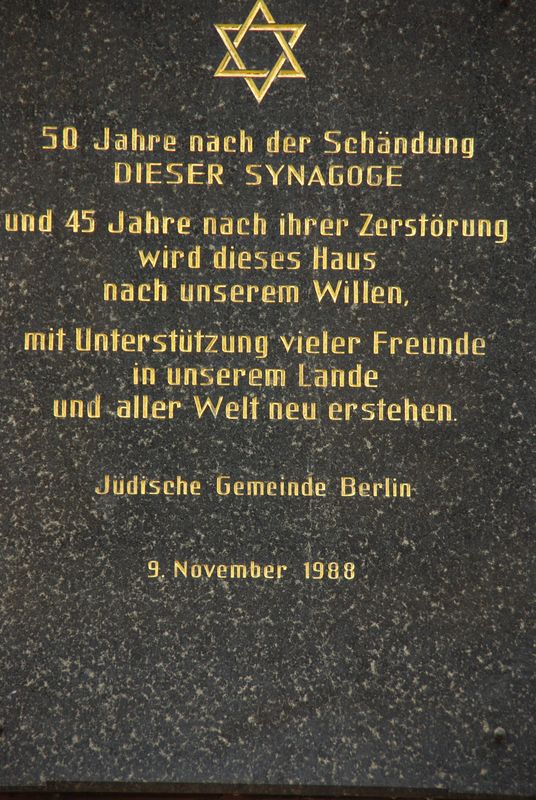 50 Jahre nach der Schändung
DIESER SYNAGOGE
und 45 Jahre nach ihrer Zerstörung
wird dieses Haus
nach unserem Willen,
mit Unterstützung vieler Freunde
in unserem Lande
und aller Welt neu erstehen.
Jüdische Gemeinde Berlin
9. November 1988